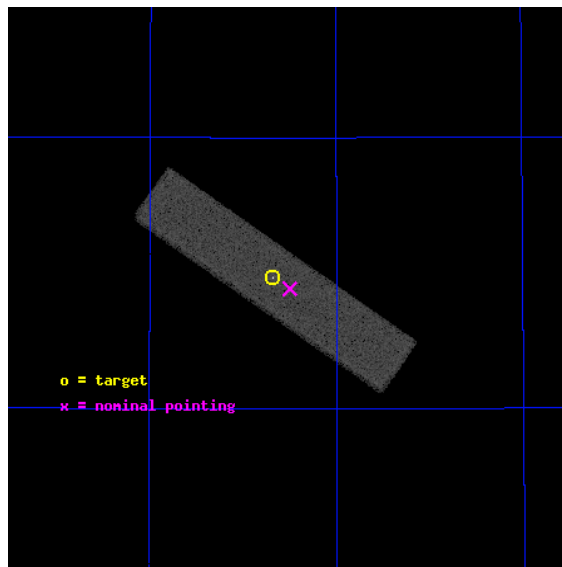 o = target
x = nominal pointing